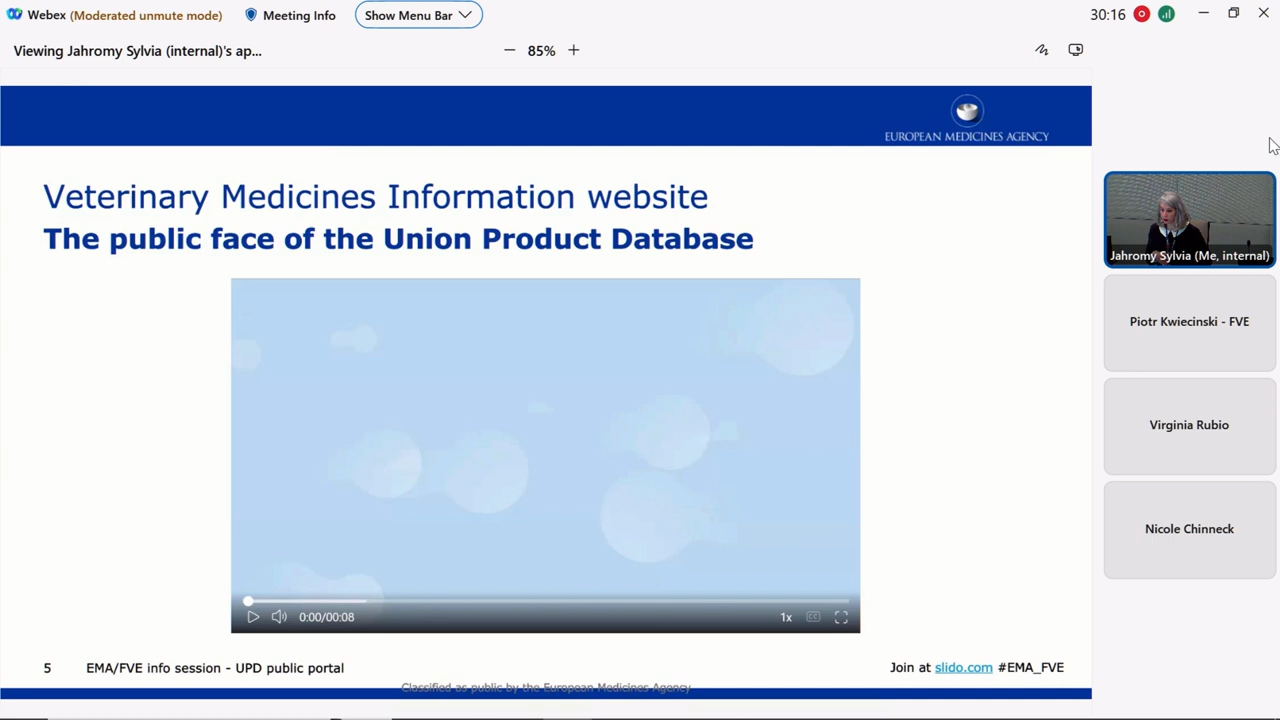 Webex (Moderated unmute mode) Meeting Info Show Menu Bar 30:16
Viewing Jahromy Sylvia (internal)'s ap... 85%
EUROPEAN MEDICINES AGENCY
Veterinary Medicines Information website
The public face of the Union Product Database
Jahromy Sylvia (Me, internal)
Piotr Kwiecinski - FVE
Virginia Rubio
Nicole Chinneck
0:00/00:08 1x CC
5 EMA/FVE info session - UPD public portal Join at slido.com #EMA_FVE
Classified as public by the European Medicines Agency